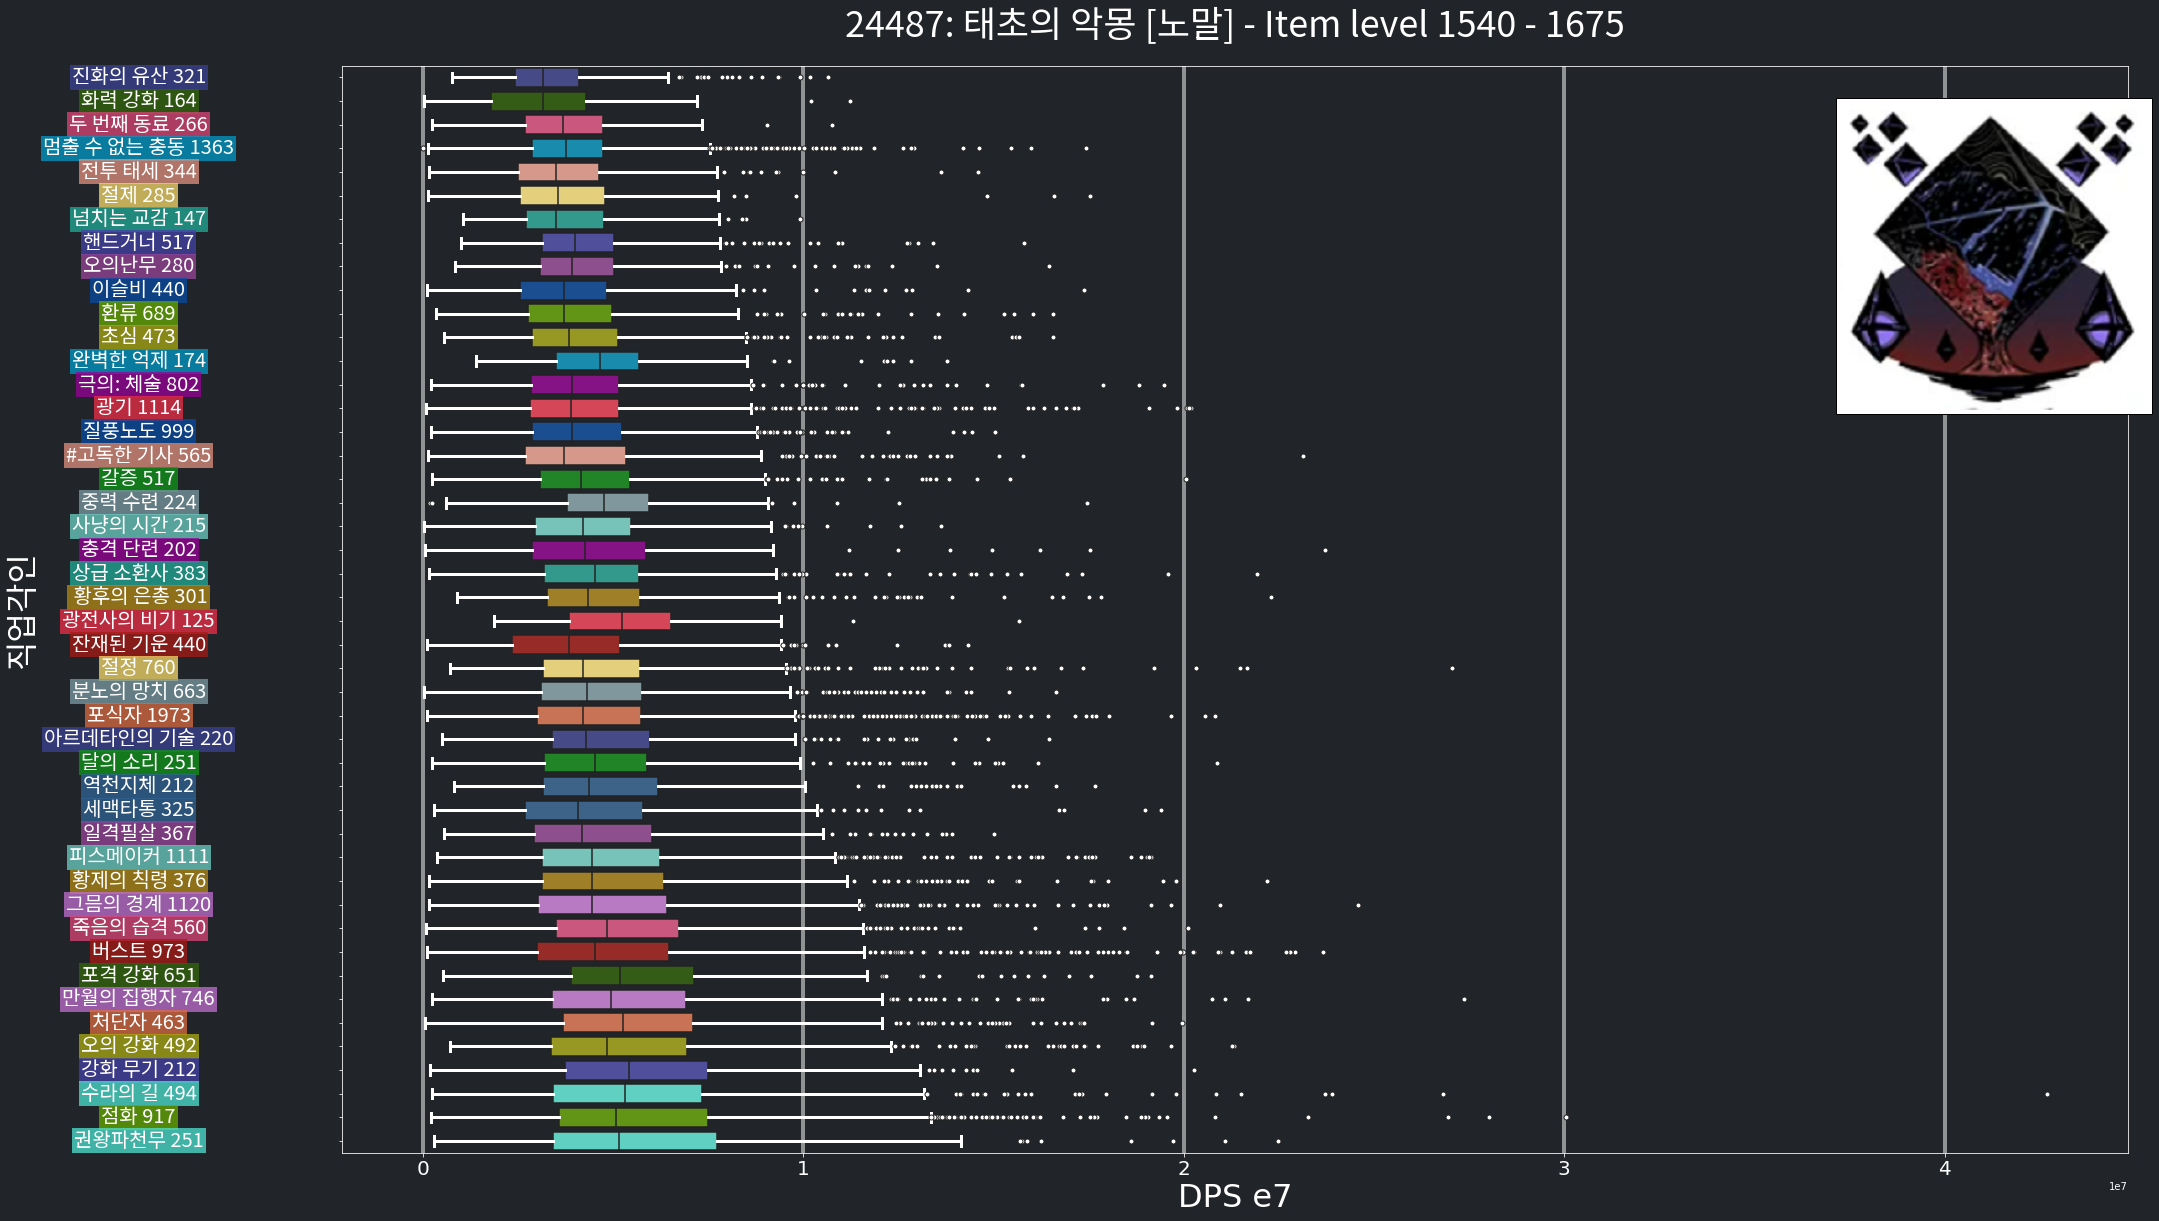 24487: 태초의 악몽 [노말] - Item level 1540 - 1675
진화의 유산 321
화력 강화 164
두 번째 동료 266
멈출 수 없는 충동 1363
전투 태세 344
절제 285
넘치는 교감 147
핸드거너 517
오의난무 280
이슬비 440
환류 689
초심 473
완벽한 억제 174
극의: 체술 802
광기 1114
질풍노도 999
#고독한 기사 565
갈증 517
중력 수련 224
사냥의 시간 215
충격 단련 202
상급 소환사 383
황후의 은총 301
광전사의 비기 125
잔재된 기운 440
절정 760
분노의 망치 663
포식자 1973
아르데타인의 기술 220
달의 소리 251
역천지체 212
세맥타통 325
일격필살 367
피스메이커 1111
황제의 칙령 376
그믐의 경계 1120
죽음의 습격 560
버스트 973
포격 강화 651
만월의 집행자 746
처단자 463
오의 강화 492
강화 무기 212
수라의 길 494
점화 917
권왕파천무 251
직업각인
0 1 2 3 4
DPS e7
1e7